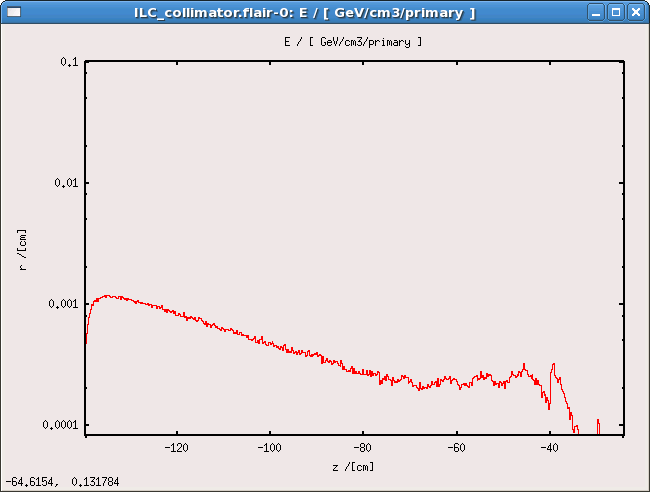 ILC_collimator.flair-0: E / [ GeV/cm3/primary ]
E / [ GeV/cm3/primary ]
0.1
0.01
r /[cm]
0.001
0.0001
-120 -100 -80 -60 -40
z /[cm]
-64.6154, 0.131784